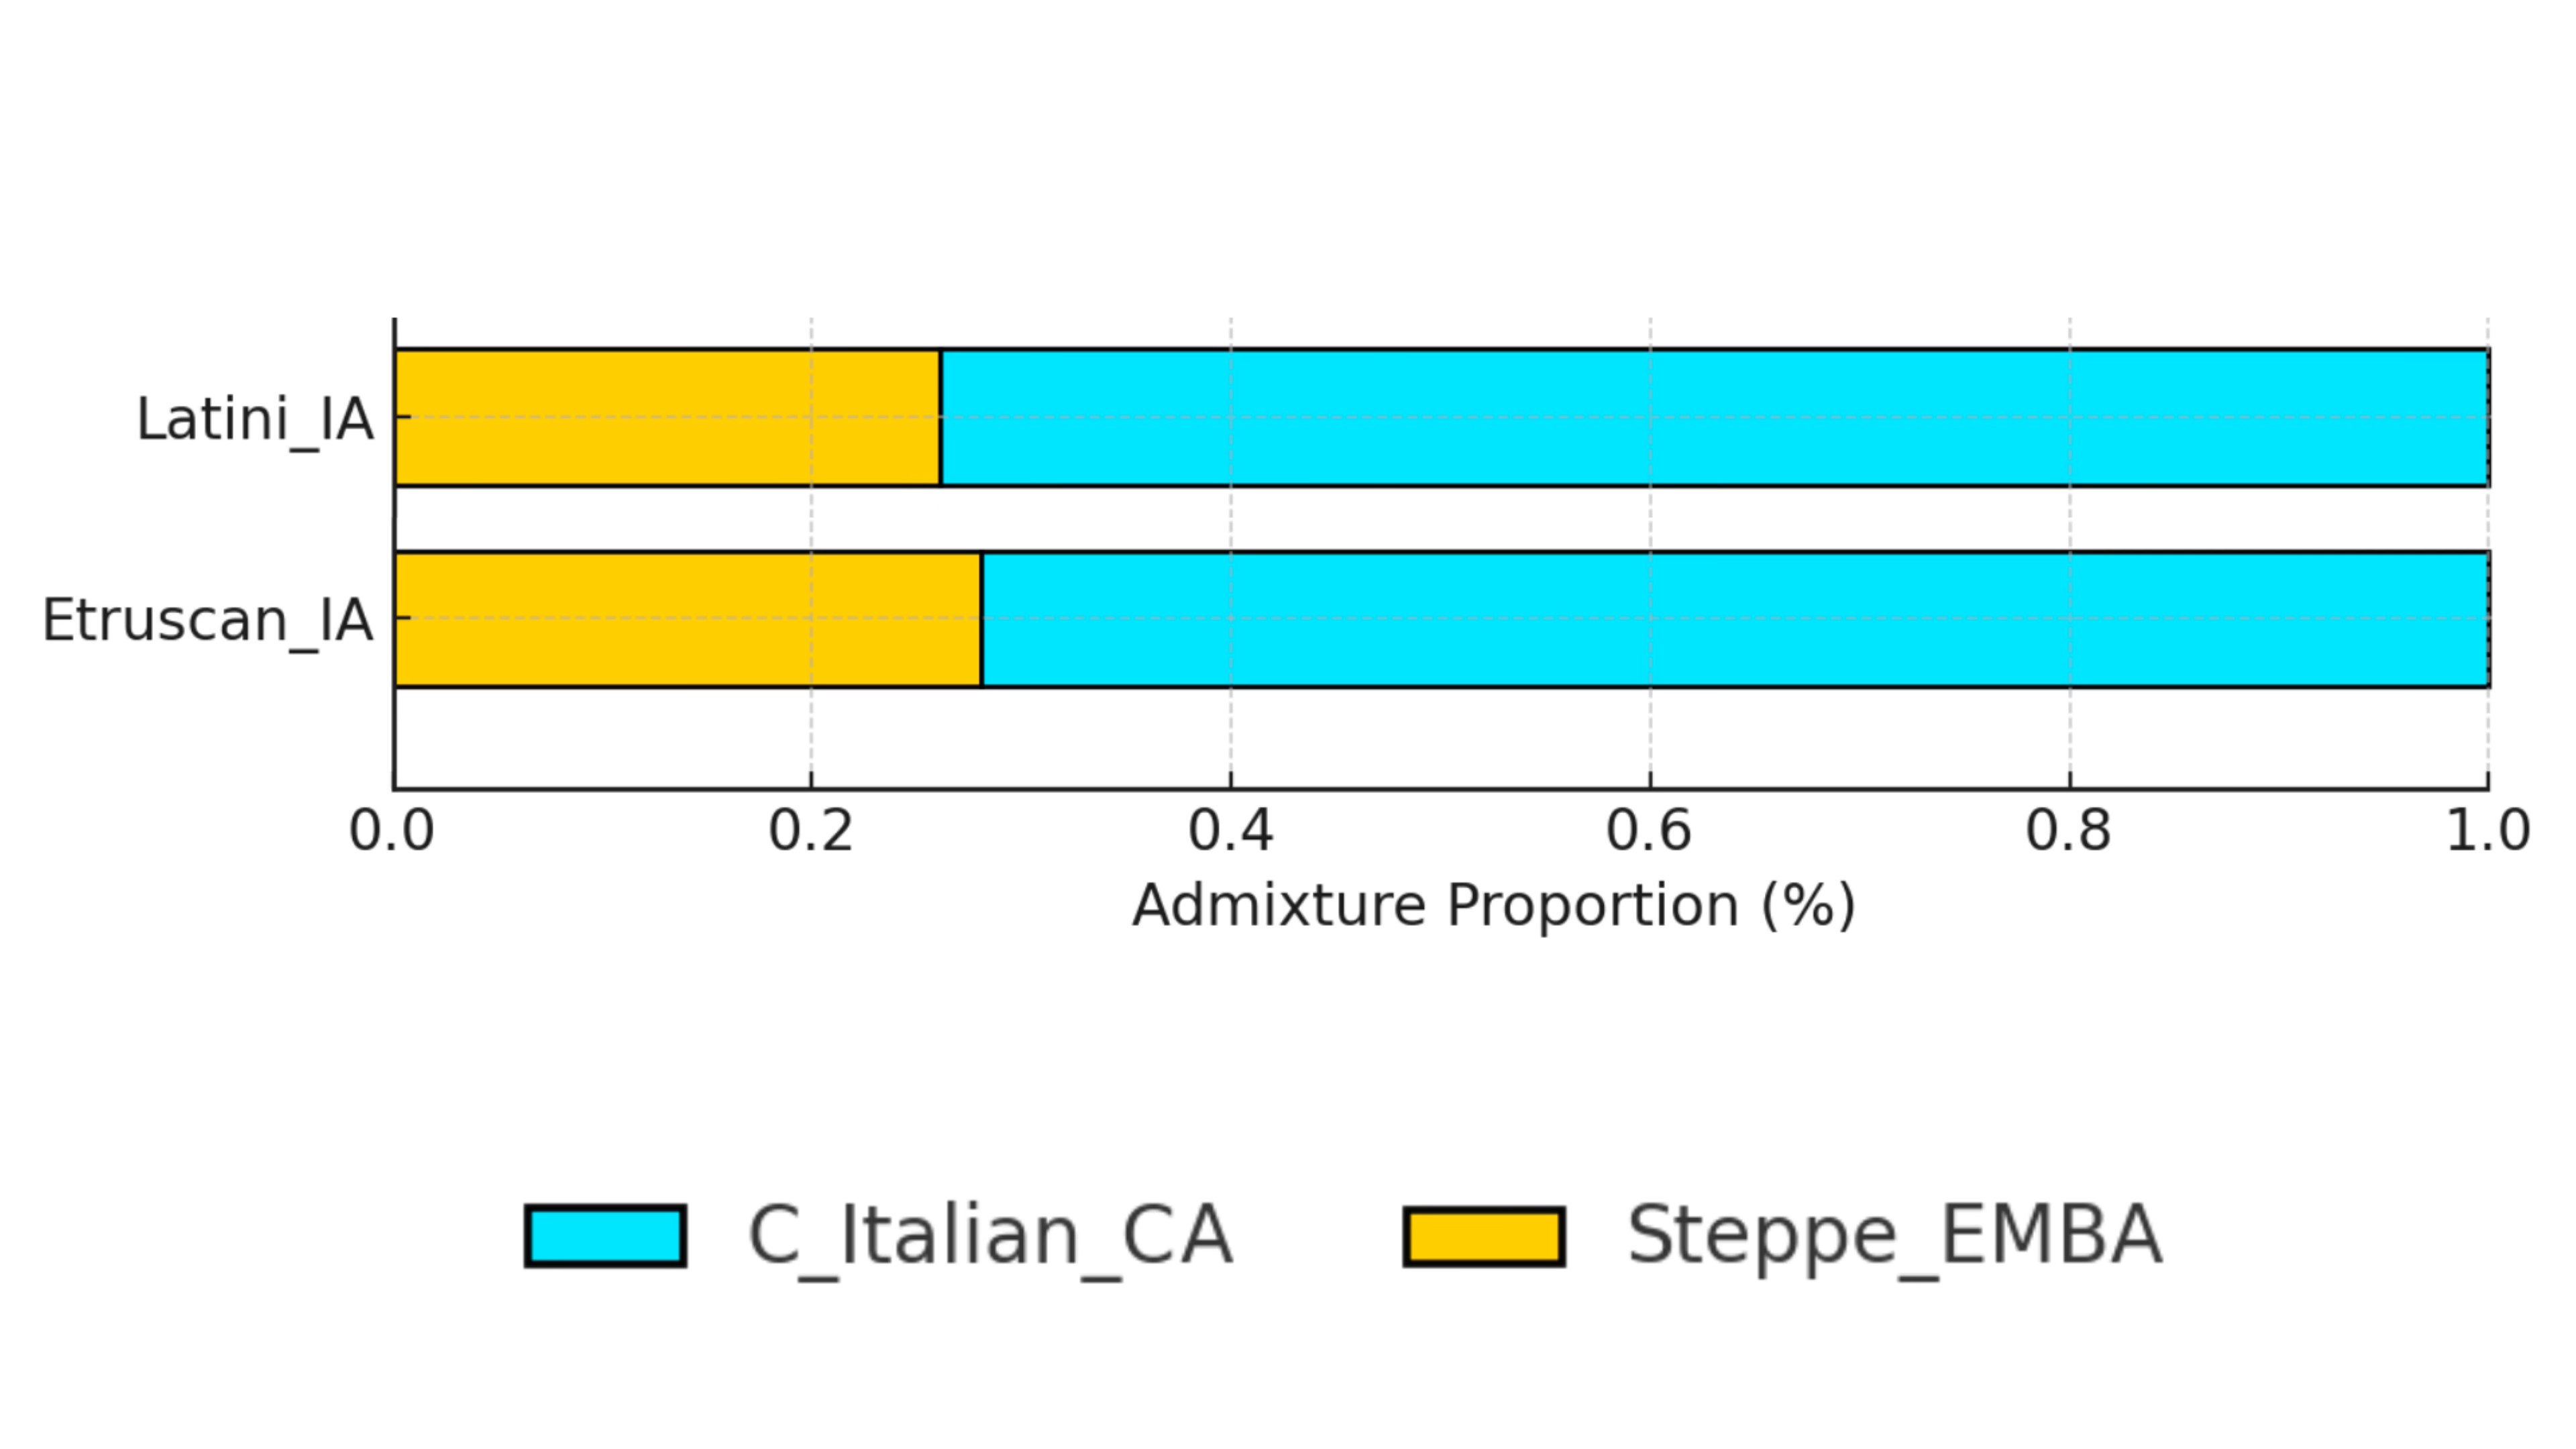 Latini_IA
Etruscan_IA
0.0 0.2 0.4 0.6 0.8 1.0
Admixture Proportion (%)
C_Italian_CA Steppe_EMBA